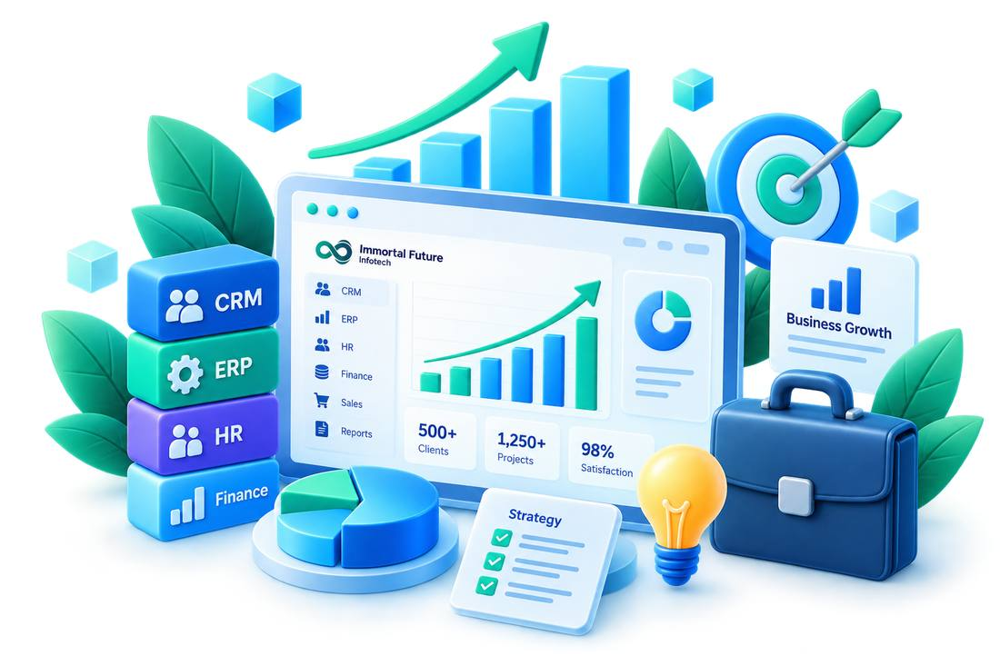 CRM
ERP
HR
Finance
Immortal Future
Infotech
CRM
ERP
HR
Finance
Sales
Reports
500+
Clients
1,250+
Projects
98%
Satisfaction
Business Growth
Strategy